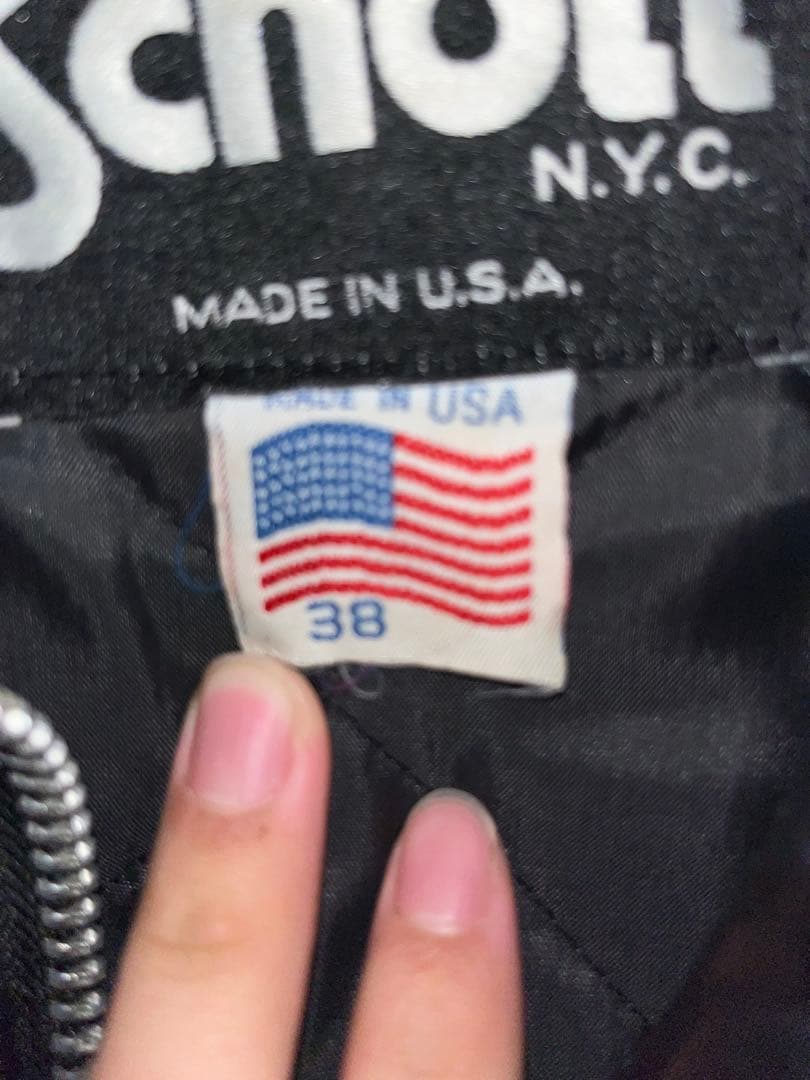 Schott
N.Y.C.
MADE IN U.S.A.
MADE IN USA
38